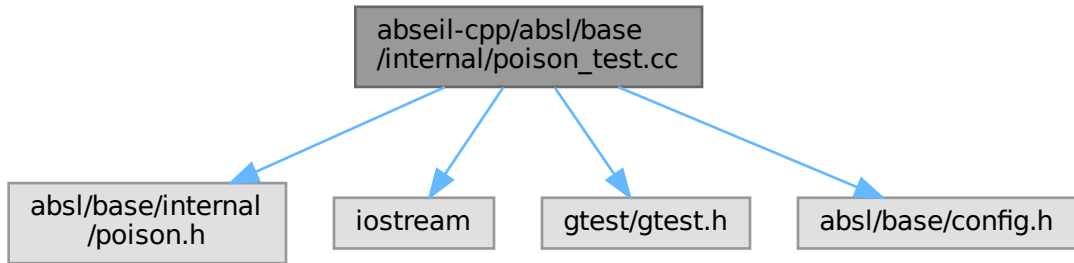 abseil-cpp/absl/base
/internal/poison_test.cc
absl/base/internal
/poison.h
iostream
gtest/gtest.h
absl/base/config.h